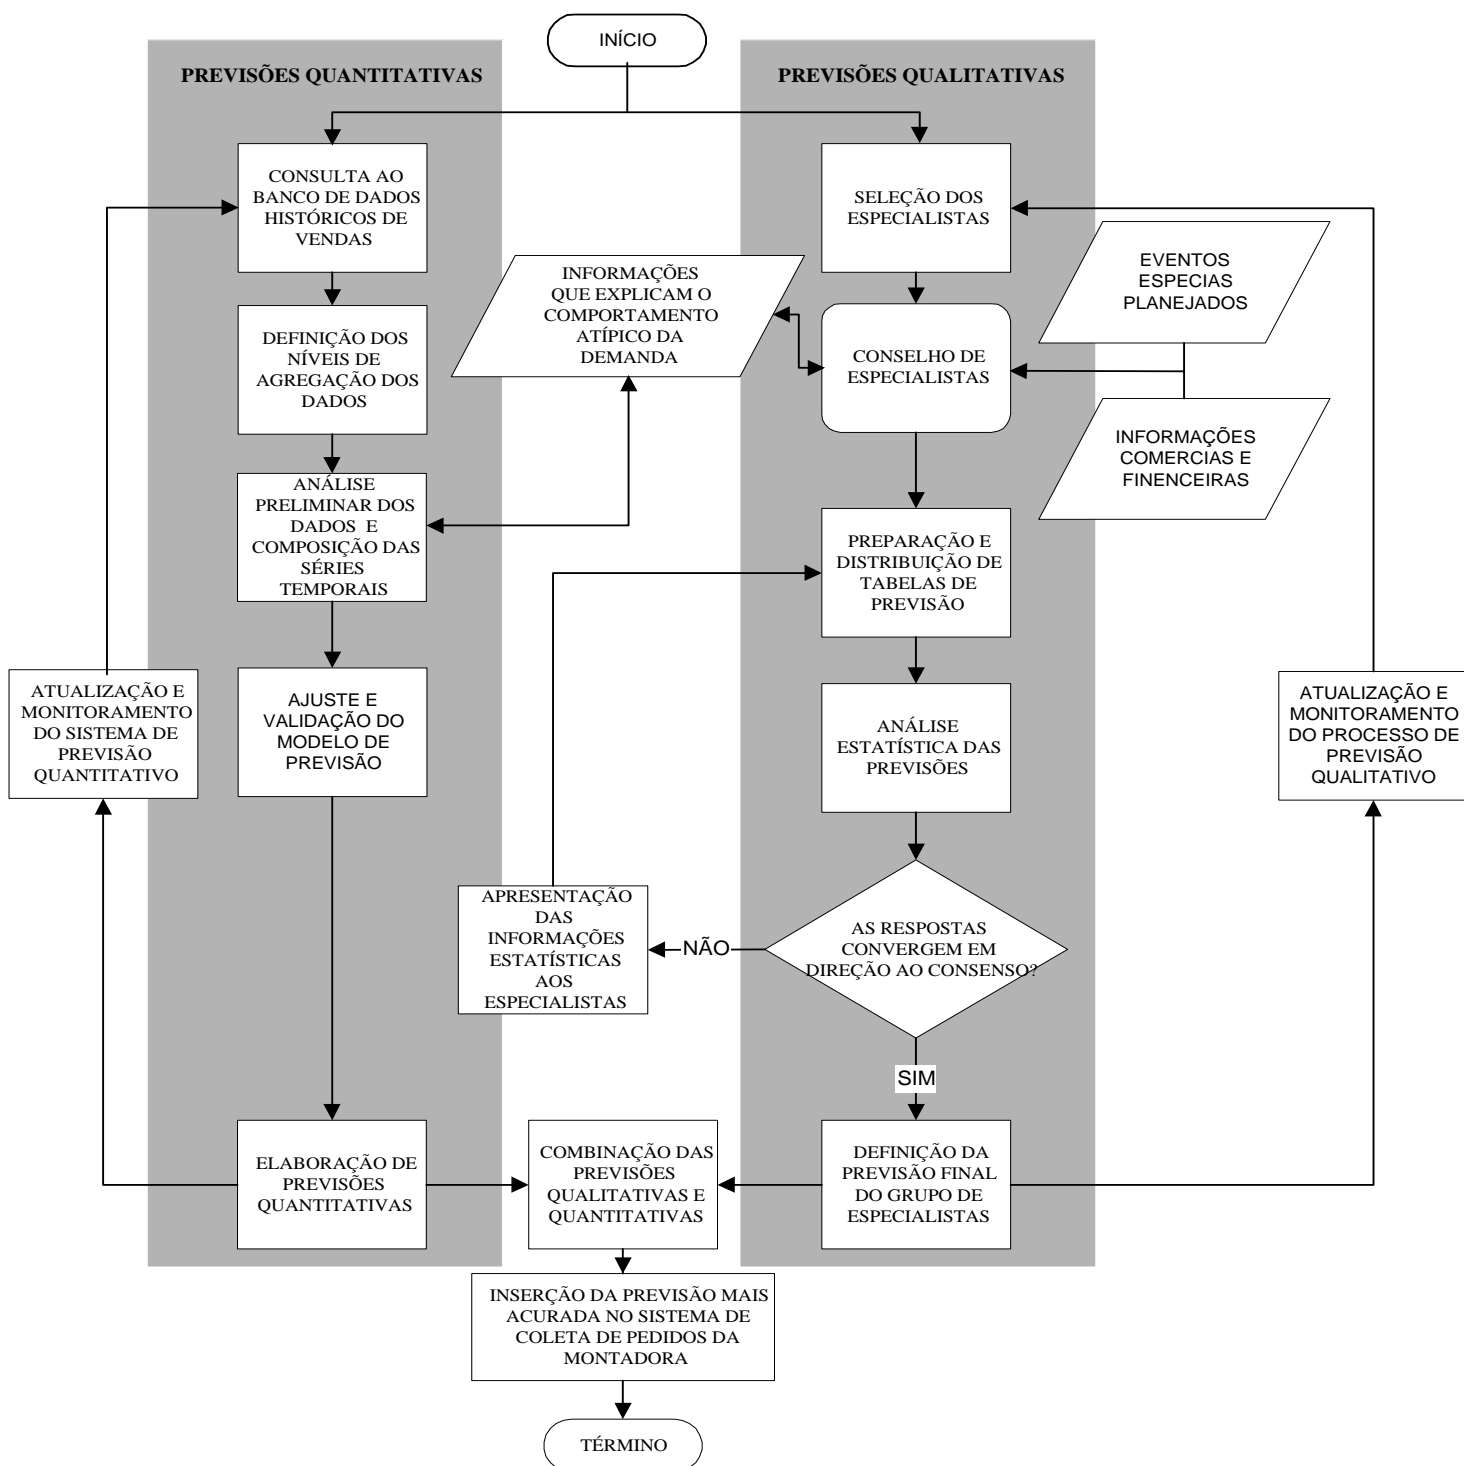 INÍCIO
PREVISÕES QUANTITATIVAS
PREVISÕES QUALITATIVAS
CONSULTA AO
BANCO DE DADOS
HISTÓRICOS DE
VENDAS
SELEÇÃO DOS
ESPECIALISTAS
EVENTOS
ESPECIAS
PLANEJADOS
INFORMAÇÕES
QUE EXPLICAM O
COMPORTAMENTO
ATÍPICO DA
DEMANDA
DEFINIÇÃO DOS
NÍVEIS DE
AGREGAÇÃO DOS
DADOS
CONSELHO DE
ESPECIALISTAS
INFORMAÇÕES
COMERCIAS E
FINENCEIRAS
ANÁLISE
PRELIMINAR DOS
DADOS E
COMPOSIÇÃO DAS
SÉRIES
TEMPORAIS
PREPARAÇÃO E
DISTRIBUIÇÃO DE
TABELAS DE
PREVISÃO
ATUALIZAÇÃO E
MONITORAMENTO
DO SISTEMA DE
PREVISÃO
QUANTITATIVO
AJUSTE E
VALIDAÇÃO DO
MODELO DE
PREVISÃO
ANÁLISE
ESTATÍSTICA DAS
PREVISÕES
ATUALIZAÇÃO E
MONITORAMENTO
DO PROCESSO DE
PREVISÃO
QUALITATIVO
APRESENTAÇÃO
DAS
INFORMAÇÕES
ESTATÍSTICAS
AOS
ESPECIALISTAS
NÃO
AS RESPOSTAS
CONVERGEM EM
DIREÇÃO AO CONSENSO?
SIM
ELABORAÇÃO DE
PREVISÕES
QUANTITATIVAS
COMBINAÇÃO DAS
PREVISÕES
QUALITATIVAS E
QUANTITATIVAS
DEFINIÇÃO DA
PREVISÃO FINAL
DO GRUPO DE
ESPECIALISTAS
INSERÇÃO DA PREVISÃO MAIS
ACURADA NO SISTEMA DE
COLETA DE PEDIDOS DA
MONTADORA
TÉRMINO